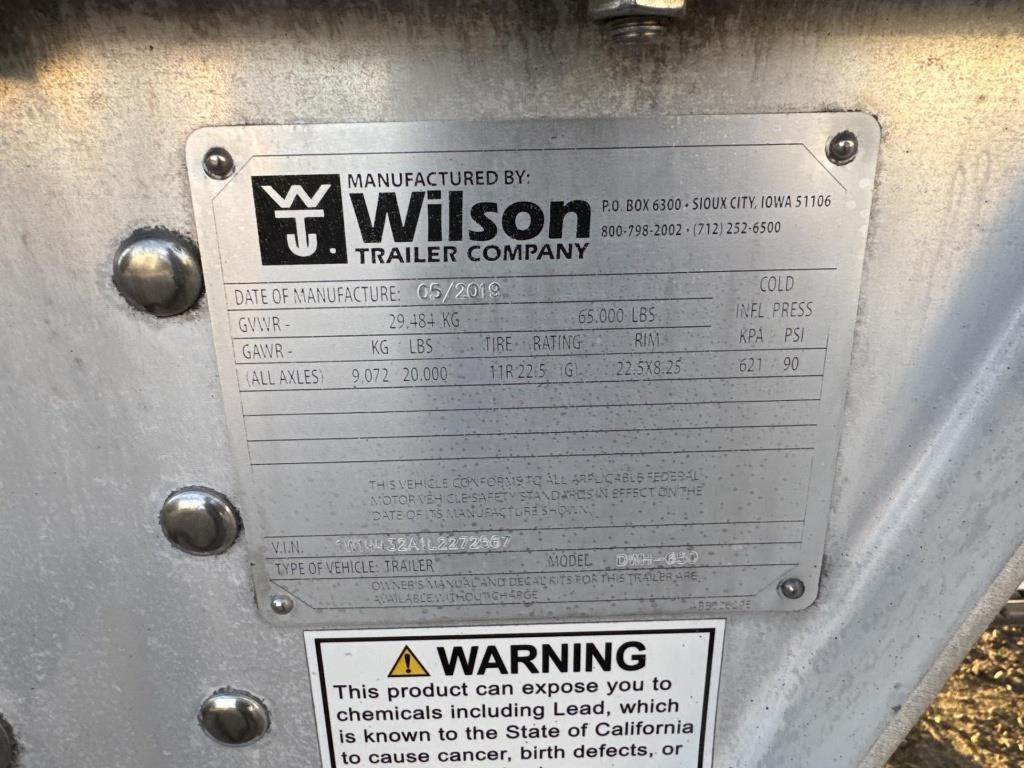 WT
MANUFACTURED BY:
Wilson
TRAILER COMPANY
P.O. BOX 6300 • SIOUX CITY, IOWA 51106
800-798-2002 • (712) 252-6500
DATE OF MANUFACTURE: 05/2019
GVWR - 29,484 KG 65,000 LBS
COLD
INFL PRESS
GAWR - KG LBS TIRE RATING RIM KPA PSI
(ALL AXLES) 9,072 20,000 11R 22.5 (G) 22.5X8.25 621 90
THIS VEHICLE CONFORMS TO ALL APPLICABLE FEDERAL
MOTOR VEHICLE SAFETY STANDARDS IN EFFECT ON THE
DATE OF ITS MANUFACTURE SHOWN.
V.I.N.
TYPE OF VEHICLE: TRAILER MODEL
OWNER'S MANUAL AND DECAL KITS FOR THIS TRAILER ARE
AVAILABLE WITHOUT CHARGE
WARNING
This product can expose you to
chemicals including Lead, which
is known to the State of California
to cause cancer, birth defects, or